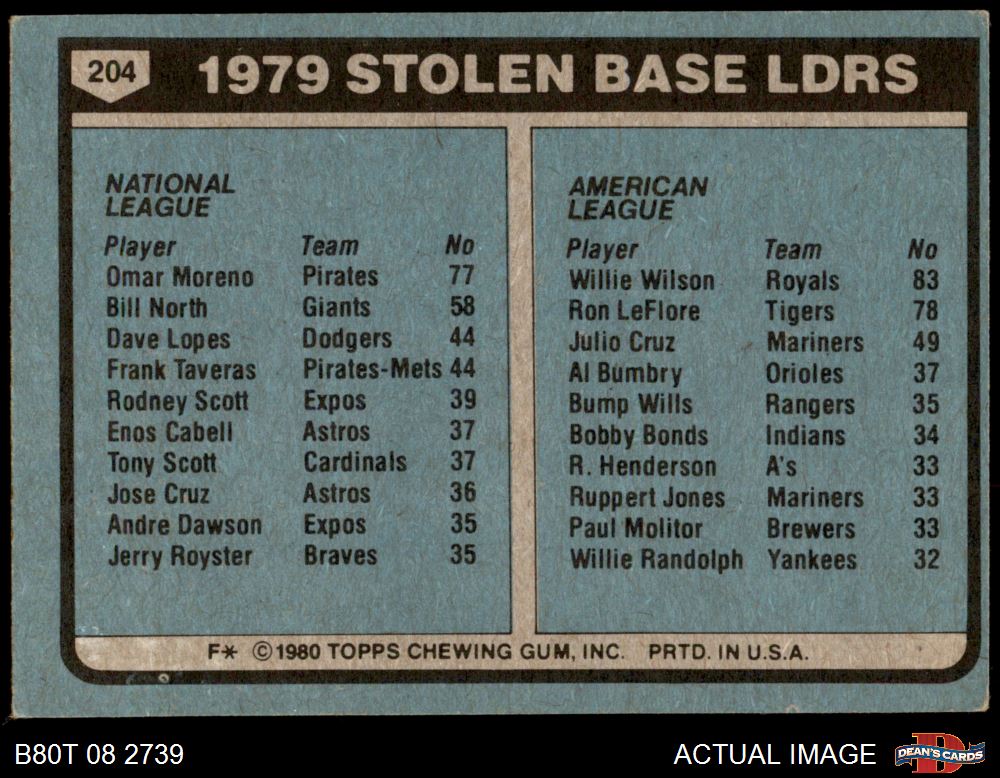 204
1979 STOLEN BASE LDRS
NATIONAL
LEAGUE
Player Team No
Omar Moreno Pirates 77
Bill North Giants 58
Dave Lopes Dodgers 44
Frank Taveras Pirates-Mets 44
Rodney Scott Expos 39
Enos Cabell Astros 37
Tony Scott Cardinals 37
Jose Cruz Astros 36
Andre Dawson Expos 35
Jerry Royster Braves 35
AMERICAN
LEAGUE
Player Team No
Willie Wilson Royals 83
Ron LeFlore Tigers 78
Julio Cruz Mariners 49
Al Bumbry Orioles 37
Bump Wills Rangers 35
Bobby Bonds Indians 34
R. Henderson A's 33
Ruppert Jones Mariners 33
Paul Molitor Brewers 33
Willie Randolph Yankees 32
F* ©1980 TOPPS CHEWING GUM, INC. PRTD. IN U.S.A.
B80T 08 2739
ACTUAL IMAGE
DEAN'S CARDS